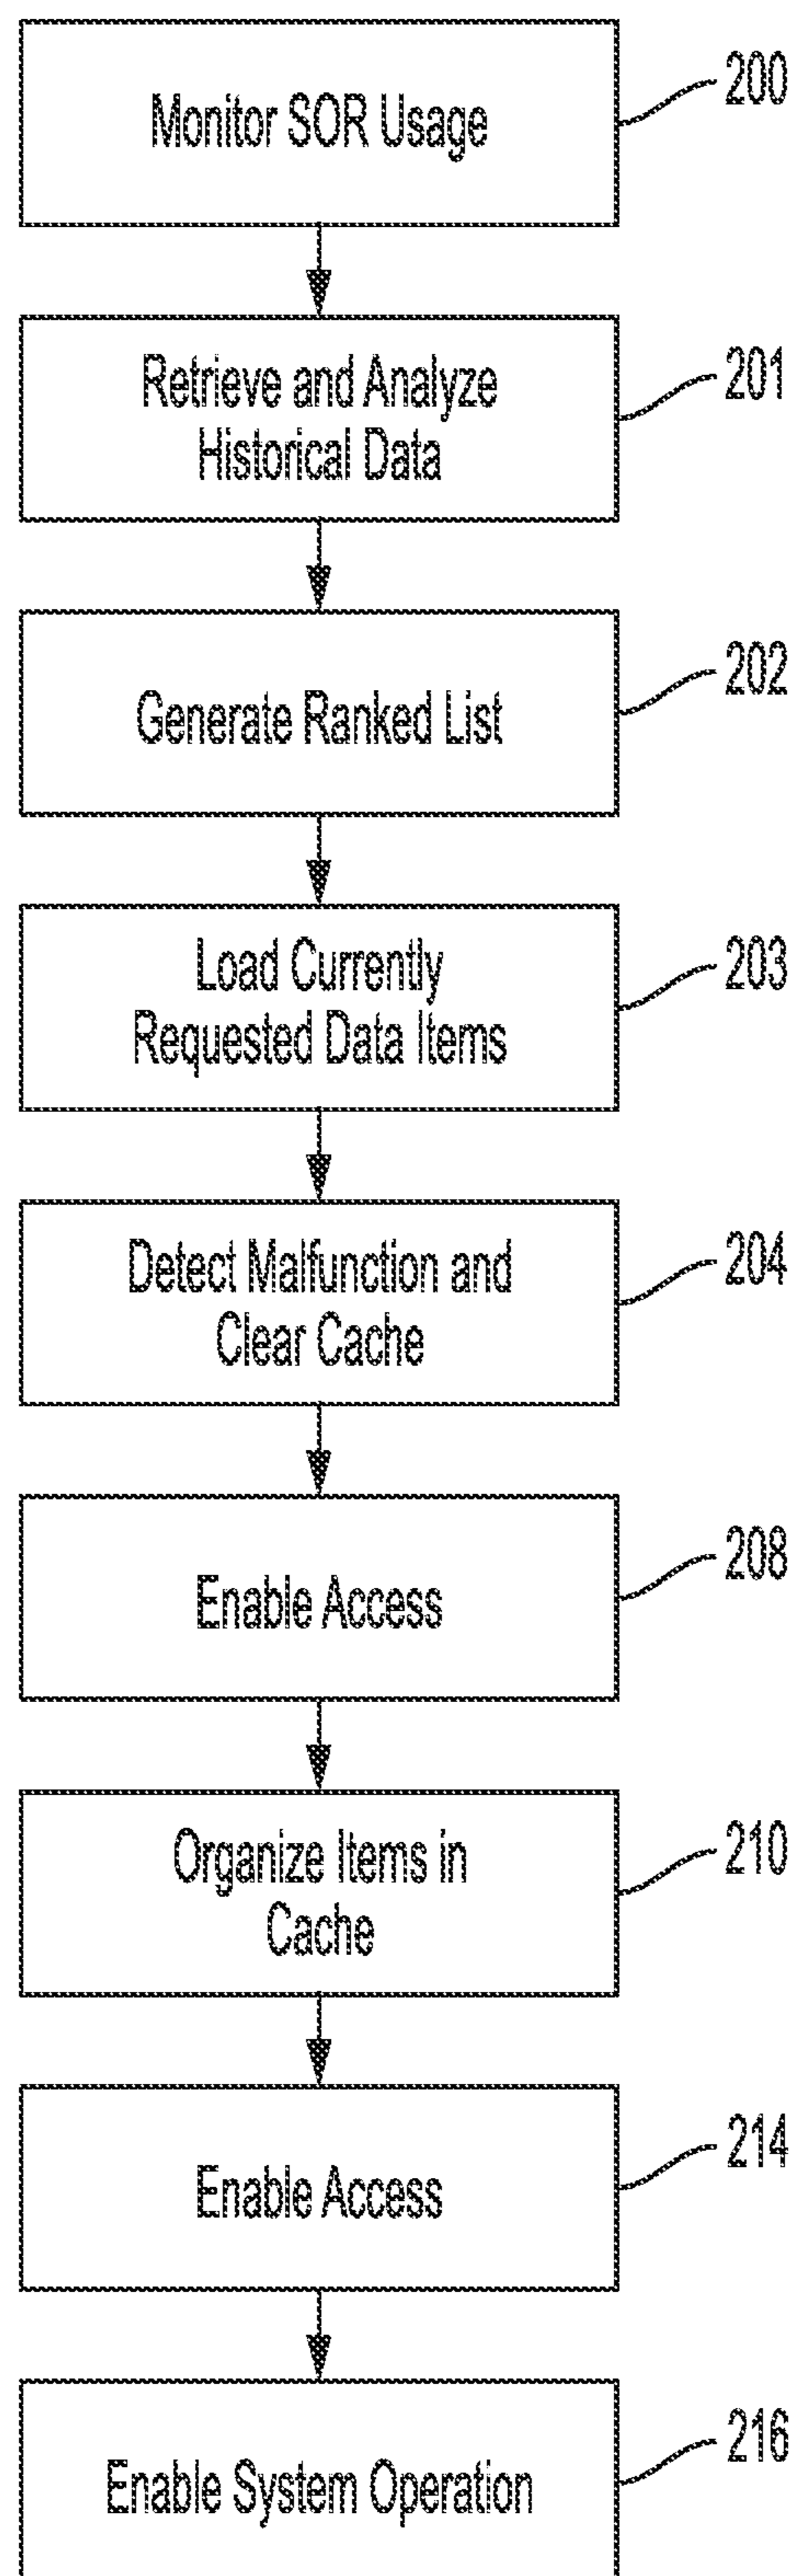 Monitor SOR Usage
200
Retrieve and Analyze
Historical Data
201
Generate Ranked List
202
Load Currently
Requested Data Items
203
Detect Malfunction and
Clear Cache
204
Enable Access
208
Organize Items in
Cache
210
Enable Access
214
Enable System Operation
216